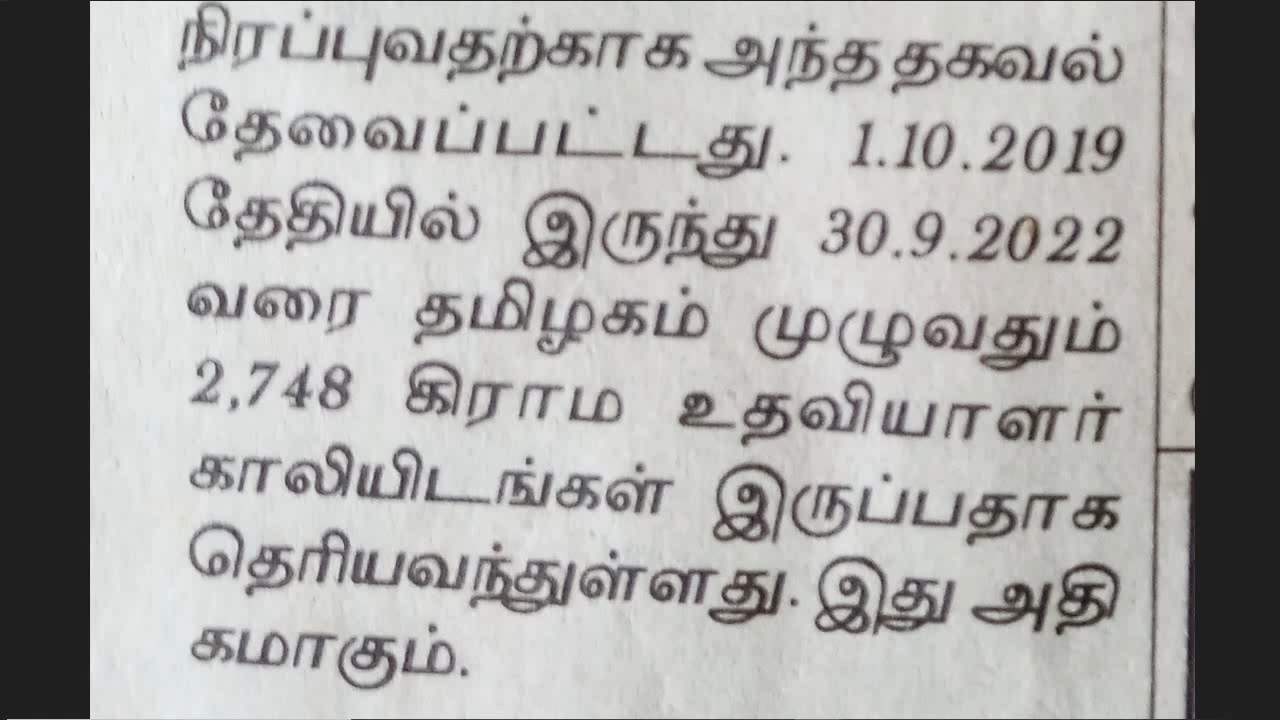 நிரப்புவதற்காக அந்த தகவல்
தேவைப்பட்டது. 1.10.2019
தேதியில் இருந்து 30.9.2022
வரை தமிழகம் முழுவதும்
2,748 கிராம உதவியாளர்
காலியிடங்கள் இருப்பதாக
தெரியவந்துள்ளது. இது அதி
கமாகும்.